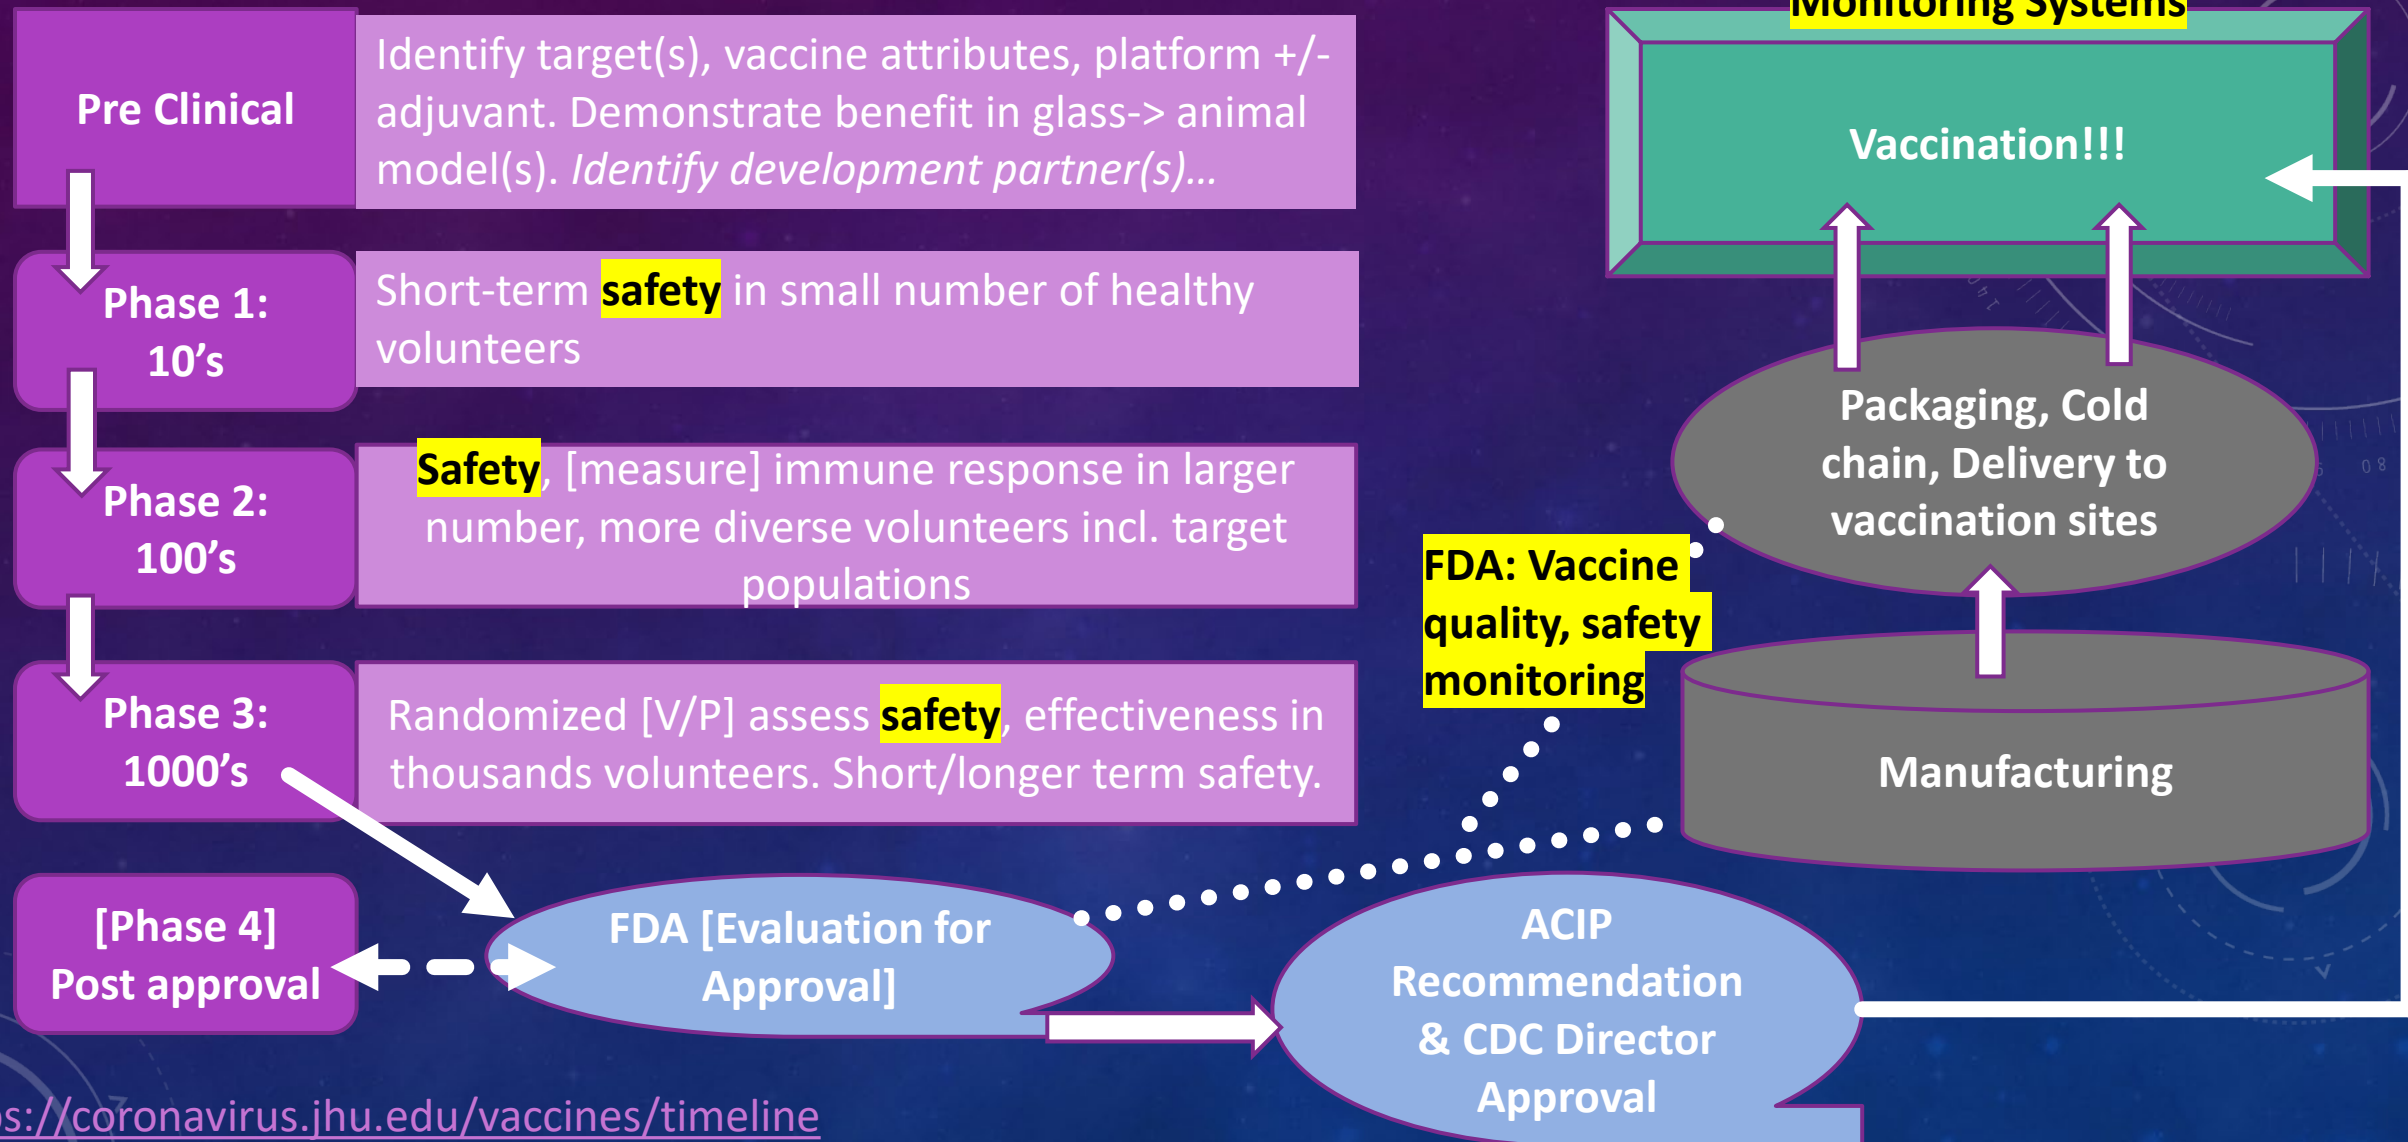 Pre Clinical
Identify target(s), vaccine attributes, platform +/-
adjuvant. Demonstrate benefit in glass-> animal
model(s). Identify development partner(s)...
Phase 1:
10's
Short-term safety in small number of healthy
volunteers
Phase 2:
100's
Safety, [measure] immune response in larger
number, more diverse volunteers incl. target
populations
Phase 3:
1000's
Randomized [V/P] assess safety, effectiveness in
thousands volunteers. Short/longer term safety.
[Phase 4]
Post approval
FDA [Evaluation for
Approval]
ACIP
Recommendation
& CDC Director
Approval
FDA: Vaccine
quality, safety
monitoring
Monitoring Systems
Vaccination!!!
Packaging, Cold
chain, Delivery to
vaccination sites
Manufacturing
ps://coronavirus.jhu.edu/vaccines/timeline